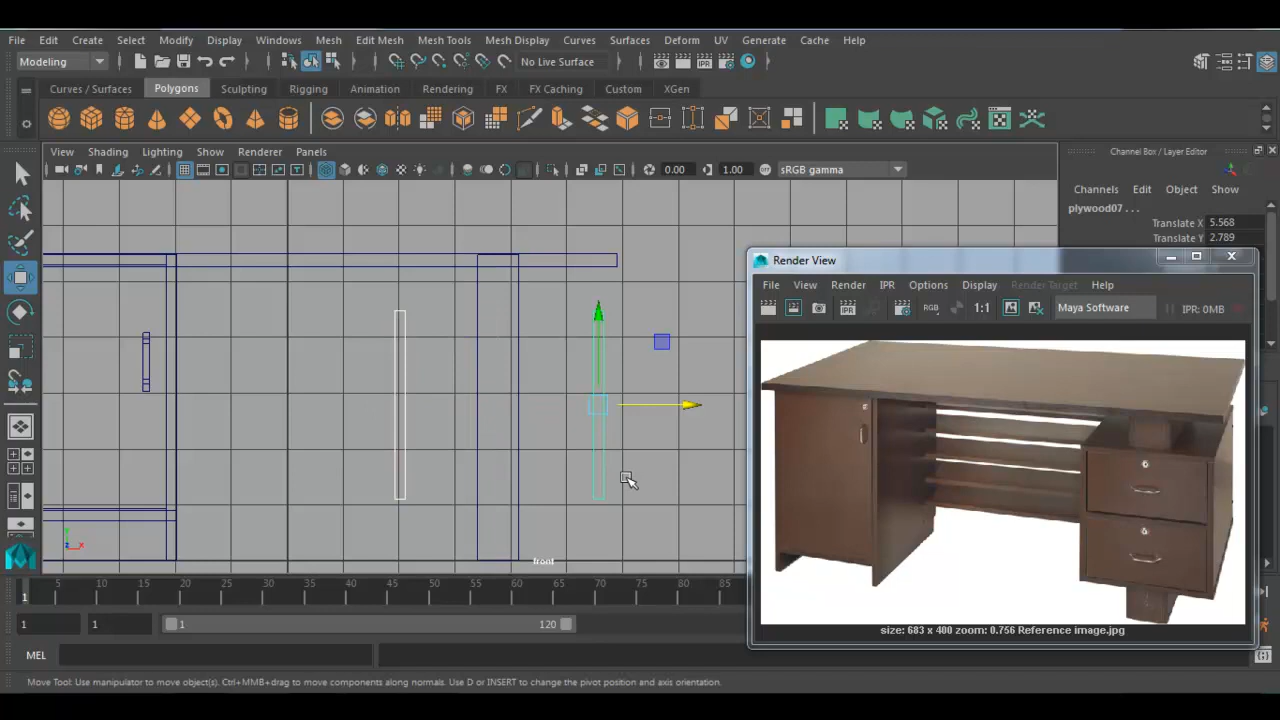 File Edit Create Select Modify Display Windows Mesh Edit Mesh Mesh Tools Mesh Display Curves Surfaces Deform UV Generate Cache Help
Modeling No Live Surface
Curves / Surfaces Polygons Sculpting Rigging Animation Rendering FX FX Caching Custom XGen
View Shading Lighting Show Renderer Panels Channel Box / Layer Editor
0.00 1.00 sRGB gamma
Channels Edit Object Show
plywood07 . . .
Translate X 5.568
Translate Y 2.789
Render View
File View Render IPR Options Display Render Target Help
RGB 1:1 Maya Software IPR: 0MB
front
5 10 15 20 25 30 35 40 45 50 55 60 65 70 75 80 85
1
1 1 1 120
size: 683 x 400 zoom: 0.756 Reference image.jpg
MEL
Move Tool: Use manipulator to move object(s). Ctrl+MMB+drag to move components along normals. Use D or INSERT to change the pivot position and axis orientation.